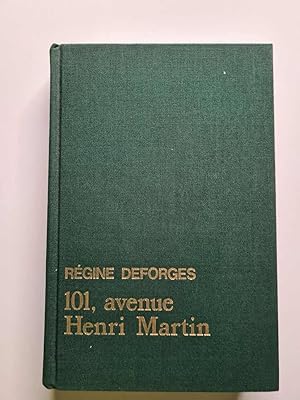 RÉGINE DEFORGES
101, avenue
Henri Martin